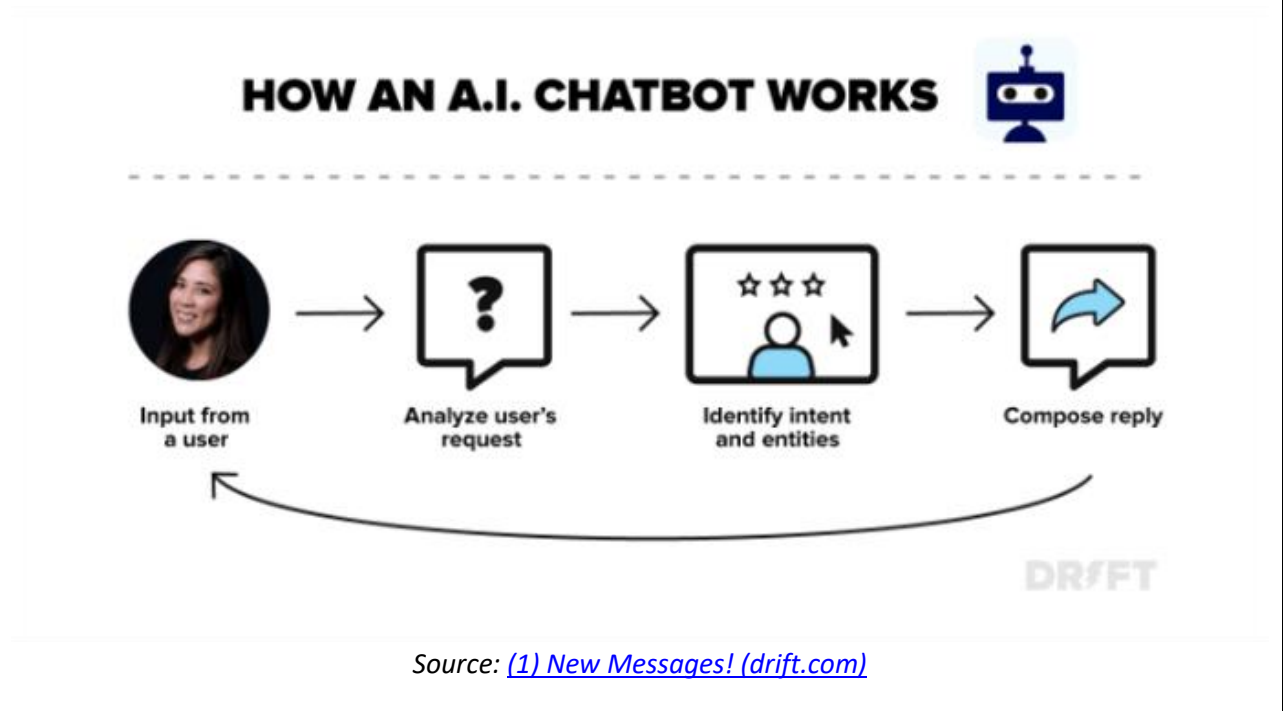 HOW AN A.I. CHATBOT WORKS
Input from
a user
Analyze user's
request
?
Identify intent
and entities
Compose reply
DRIFT
Source: (1) New Messages! (drift.com)